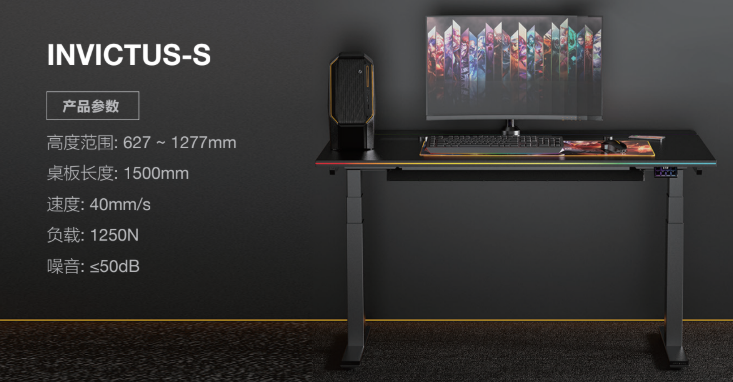 INVICTUS-S
产品参数
高度范围: 627 ~ 1277mm
桌板长度: 1500mm
速度: 40mm/s
负载: 1250N
噪音: ≤50dB